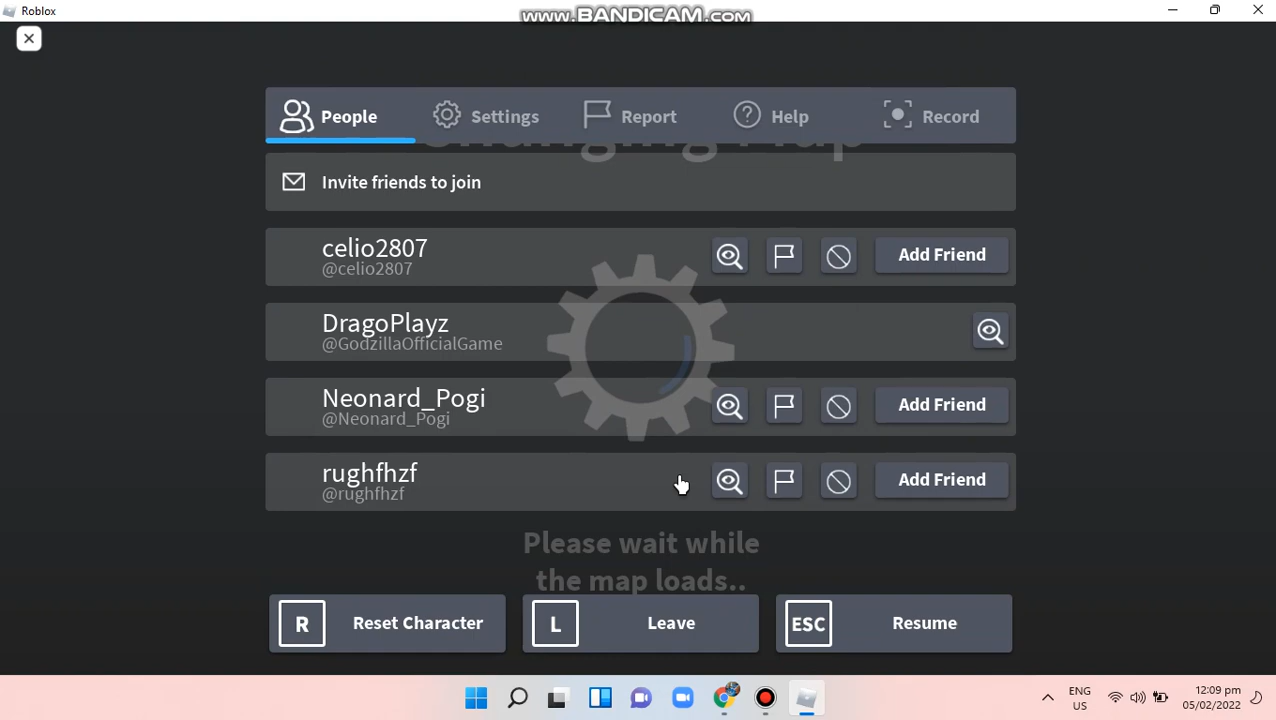 Roblox
www.BANDICAM.com
People
Settings
Report
Help
Record
Changing Map
Invite friends to join
celio2807
@celio2807
Add Friend
DragoPlayz
@GodzillaOfficialGame
Neonard_Pogi
@Neonard_Pogi
Add Friend
rughfhzf
@rughfhzf
Add Friend
Please wait while
the map loads..
R
Reset Character
L
Leave
ESC
Resume
ENG
US
12:09 pm
05/02/2022